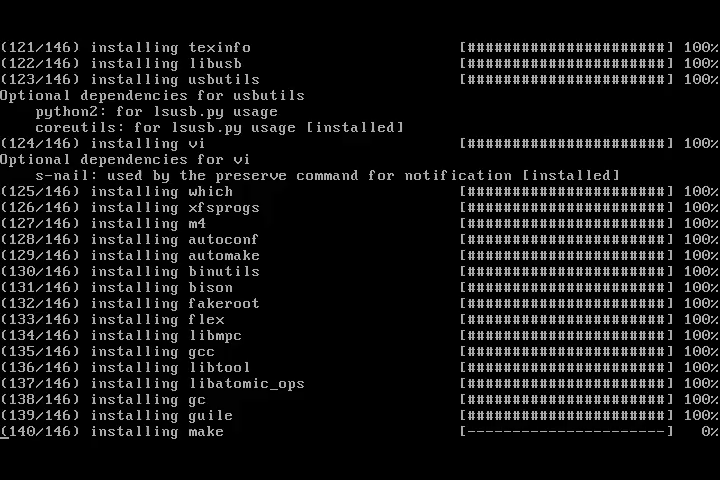 (121/146) installing texinfo [######################] 100%
(122/146) installing libusb [######################] 100%
(123/146) installing usbutils [######################] 100%
Optional dependencies for usbutils
python2: for lsusb.py usage
coreutils: for lsusb.py usage [installed]
(124/146) installing vi [######################] 100%
Optional dependencies for vi
s-nail: used by the preserve command for notification [installed]
(125/146) installing which [######################] 100%
(126/146) installing xfsprogs [######################] 100%
(127/146) installing m4 [######################] 100%
(128/146) installing autoconf [######################] 100%
(129/146) installing automake [######################] 100%
(130/146) installing binutils [######################] 100%
(131/146) installing bison [######################] 100%
(132/146) installing fakeroot [######################] 100%
(133/146) installing flex [######################] 100%
(134/146) installing libmpc [######################] 100%
(135/146) installing gcc [######################] 100%
(136/146) installing libtool [######################] 100%
(137/146) installing libatomic_ops [######################] 100%
(138/146) installing gc [######################] 100%
(139/146) installing guile [######################] 100%
(140/146) installing make [----------------------] 0%